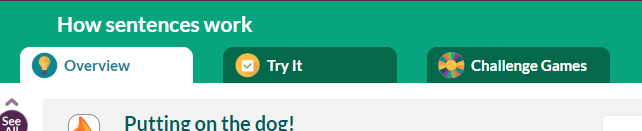 How sentences work
Overview
Try It
Challenge Games
See
All
Putting on the dog!